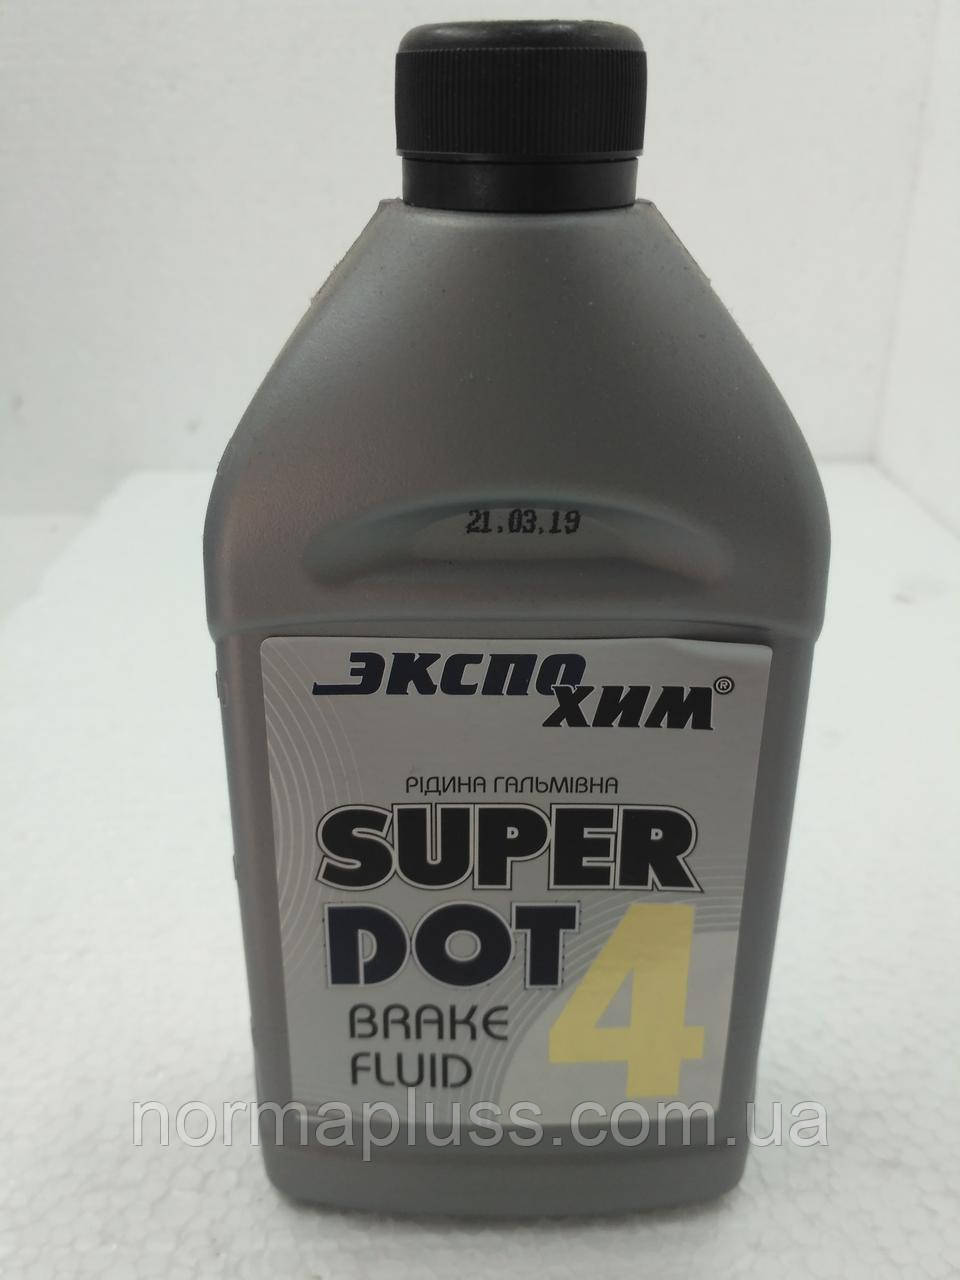 21.03.19
ЭКСПО
ХИМ®
РІДИНА ГАЛЬМІВНА
SUPER
DOT 4
BRAKE
FLUID
normapluss.com.ua